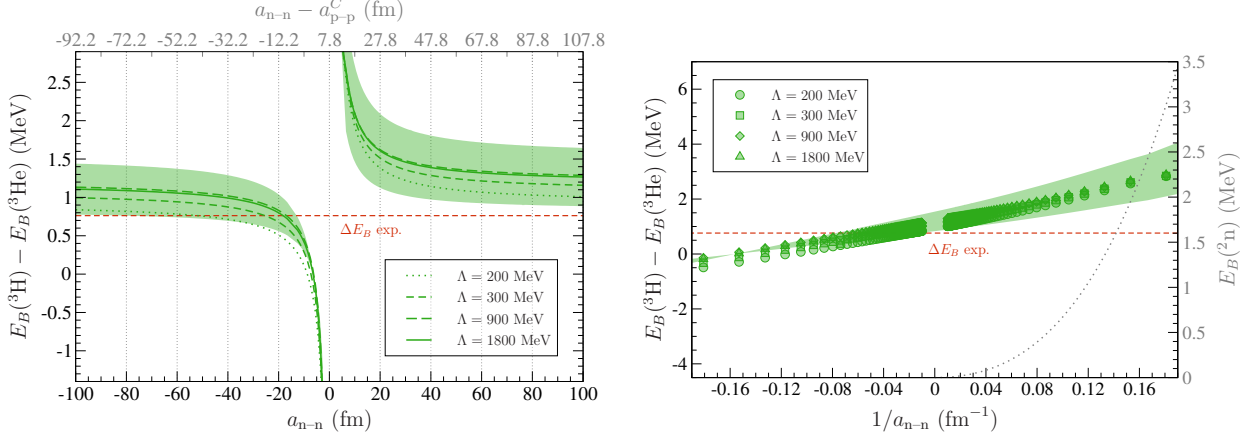 a_{n−n} − a^C_{p−p} (fm)
-92.2 -72.2 -52.2 -32.2 -12.2 7.8 27.8 47.8 67.8 87.8 107.8
E_B(³H) − E_B(³He) (MeV)
2.5
2
1.5
1
0.5
0
-0.5
-1
ΔE_B exp.
Λ = 200 MeV
Λ = 300 MeV
Λ = 900 MeV
Λ = 1800 MeV
-100 -80 -60 -40 -20 0 20 40 60 80 100
a_{n−n} (fm)
E_B(³H) − E_B(³He) (MeV)
6
4
2
0
-2
-4
Λ = 200 MeV
Λ = 300 MeV
Λ = 900 MeV
Λ = 1800 MeV
ΔE_B exp.
3.5
3
2.5
2
1.5
1
0.5
0
E_B(²n) (MeV)
-0.16 -0.12 -0.08 -0.04 0 0.04 0.08 0.12 0.16
1/a_{n−n} (fm⁻¹)